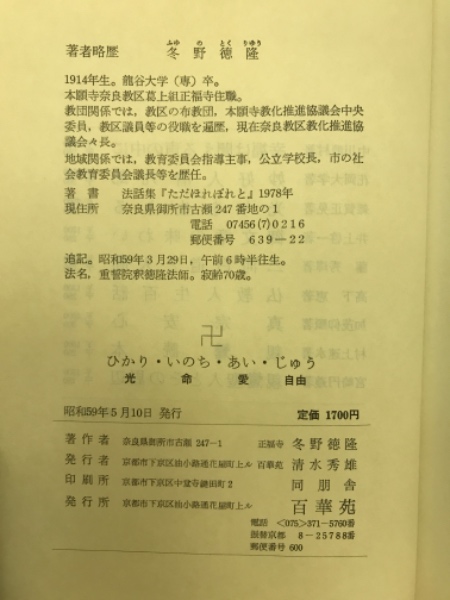 著者略歴 冬野徳隆
ふゆ の とく りゅう
1914年生。龍谷大学(専)卒。
本願寺奈良教区葛上組正福寺住職。
教団関係では,教区の布教団,本願寺教化推進協議会中央
委員,教区議員等の役職を遍歴,現在奈良教区教化推進協
議会々長。
地域関係では,教育委員会指導主事,公立学校長,市の社
会教育委員会議長等を歴任。
著書 法話集『ただほれぼれと』1978年
現住所 奈良県御所市古瀬247番地の1
電話 07456(7)0216
郵便番号 639-22
追記。昭和59年3月29日,午前6時半往生。
法名,重誓院釈徳隆法師。寂齢70歳。
卍
ひかり・いのち・あい・じゅう
光 命 愛 自由
昭和59年5月10日 発行 定価 1700円
著作者 奈良県御所市古瀬 247-1 正福寺 冬野徳隆
発行者 京都市下京区油小路通花屋町上ル 百華苑 清水秀雄
印刷所 京都市下京区中堂寺鍵田町2 同朋舎
発行所 京都市下京区油小路通花屋町上ル 百華苑
電話 <075>371-5760番
振替京都 8-25788番
郵便番号 600